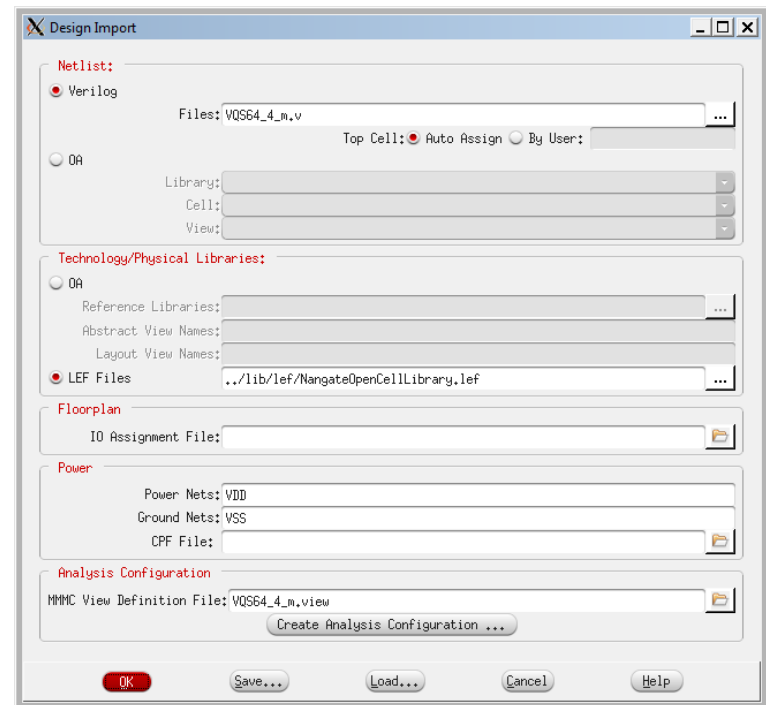 Design Import
Netlist:
Verilog
Files: VQS64_4_m.v ...
Top Cell: Auto Assign By User:
OA
Library:
Cell:
View:
Technology/Physical Libraries:
OA
Reference Libraries: ...
Abstract View Names:
Layout View Names:
LEF Files ../lib/lef/NangateOpenCellLibrary.lef ...
Floorplan
IO Assignment File:
Power
Power Nets: VDD
Ground Nets: VSS
CPF File:
Analysis Configuration
MMMC View Definition File: VQS64_4_m.view
Create Analysis Configuration ...
OK Save... Load... Cancel Help